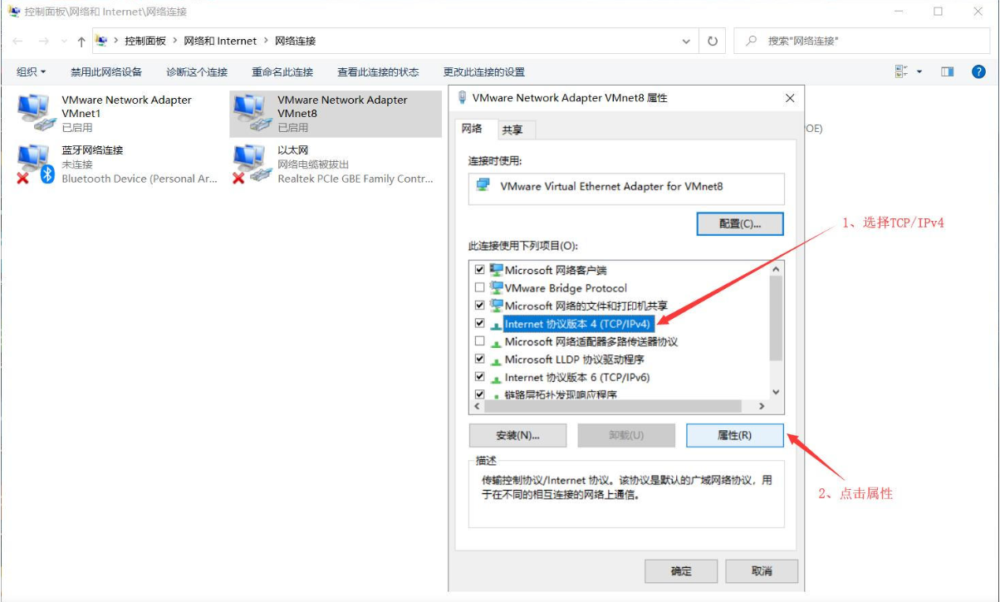 控制面板\网络和 Internet\网络连接
控制面板 > 网络和 Internet > 网络连接
搜索"网络连接"
组织 禁用此网络设备 诊断这个连接 重命名此连接 查看此连接的状态 更改此连接的设置
VMware Network Adapter
VMnet1
已启用
VMware Network Adapter
VMnet8
已启用
蓝牙网络连接
未连接
Bluetooth Device (Personal Ar...
以太网
网络电缆被拔出
Realtek PCIe GBE Family Contr...
OE)
VMware Network Adapter VMnet8 属性
网络 共享
连接时使用:
VMware Virtual Ethernet Adapter for VMnet8
配置(C)...
此连接使用下列项目(O):
Microsoft 网络客户端
VMware Bridge Protocol
Microsoft 网络的文件和打印机共享
Internet 协议版本 4 (TCP/IPv4)
Microsoft 网络适配器多路传送器协议
Microsoft LLDP 协议驱动程序
Internet 协议版本 6 (TCP/IPv6)
链路层拓扑发现响应程序
安装(N)... 卸载(U) 属性(R)
描述
传输控制协议/Internet 协议。该协议是默认的广域网络协议，用
于在不同的相互连接的网络上通信。
确定 取消
1、选择TCP/IPv4
2、点击属性